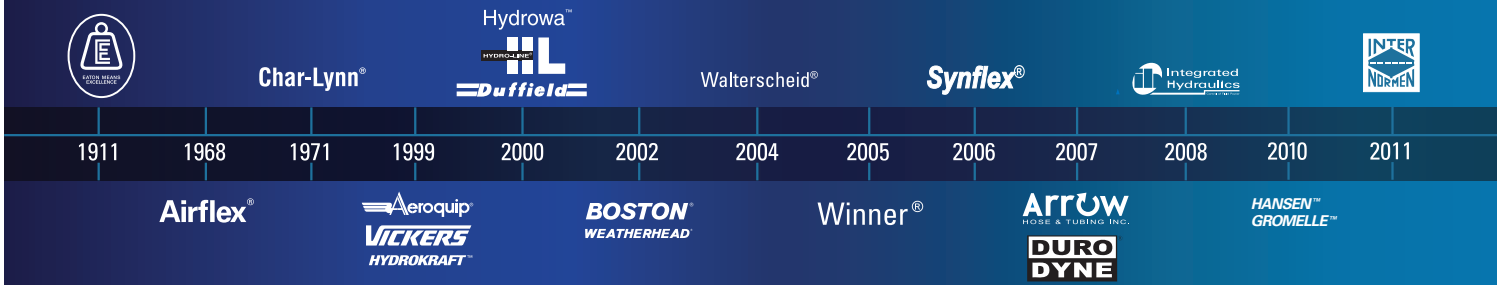 EATON MEANS
EXCELLENCE
Char-Lynn®
Hydrowa™
HYDRO-LINE®
HL
Duffield
Walterscheid®
Synflex®
Integrated
Hydraulics
INTER
NORMEN
1911 1968 1971 1999 2000 2002 2004 2005 2006 2007 2008 2010 2011
Airflex®
Aeroquip®
VICKERS
HYDROKRAFT™
BOSTON®
WEATHERHEAD®
Winner®
ARROW
HOSE & TUBING INC.
DURO
DYNE
HANSEN™
GROMELLE™